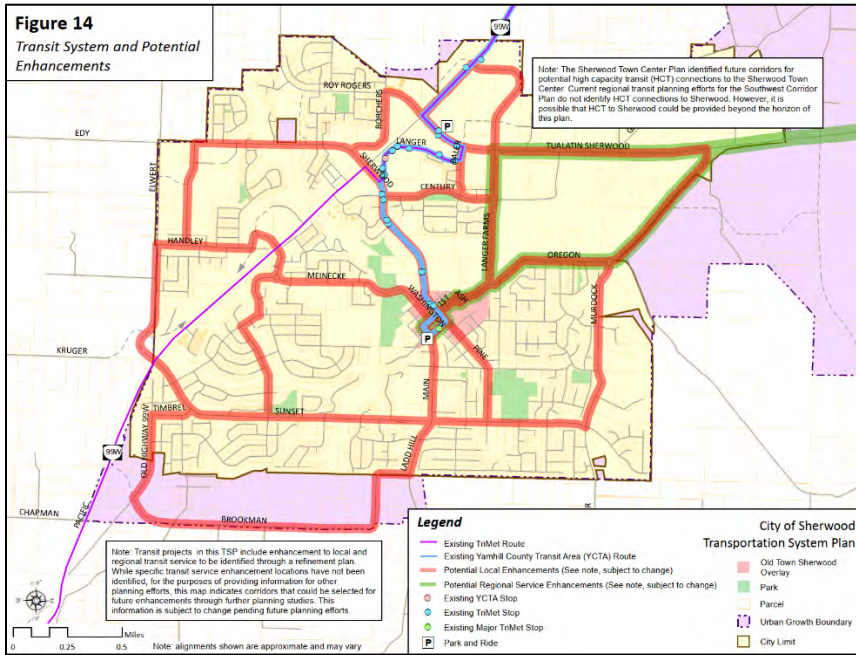 Figure 14
Transit System and Potential
Enhancements
99W
Note: The Sherwood Town Center Plan identified future corridors for
potential high capacity transit (HCT) connections to the Sherwood Town
Center. Current regional transit planning efforts for the Southwest Corridor
Plan do not identify HCT connections to Sherwood. However, it is
possible that HCT to Sherwood could be provided beyond the horizon of
this plan.
ROY ROGERS
BORCHERS
P
EDY
LANGER
BALER
TUALATIN SHERWOOD
SHERWOOD
ELWERT
CENTURY
HANDLEY
LANGER FARMS
OREGON
MEINECKE
WASHINGTON
1ST
ASH
MURDOCK
P
KRUGER
PINE
MAIN
TIMBREL
SUNSET
OLD HIGHWAY 99W
LADD HILL
99W
PACIFIC
CHAPMAN
BROOKMAN
Note: Transit projects in this TSP include enhancement to local and
regional transit service to be identified through a refinement plan.
While specific transit service enhancement locations have not been
identified, for the purposes of providing information for other
planning efforts, this map indicates corridors that could be selected for
future enhancements through further planning studies. This
information is subject to change pending future planning efforts.
Miles
0 0.25 0.5
Note: alignments shown are approximate and may vary
Legend
Existing TriMet Route
Existing Yamhill County Transit Area (YCTA) Route
Potential Local Enhancements (See note, subject to change)
Potential Regional Service Enhancements (See note, subject to change)
Existing YCTA Stop
Existing TriMet Stop
Existing Major TriMet Stop
P Park and Ride
City of Sherwood
Transportation System Plan
Old Town Sherwood
Overlay
Park
Parcel
Urban Growth Boundary
City Limit